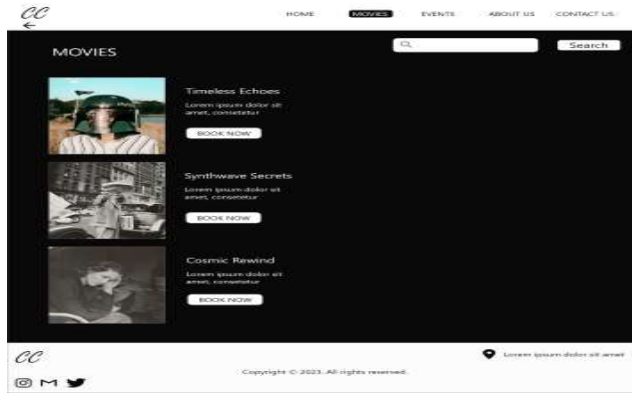 CC
HOME MOVIES EVENTS ABOUT US CONTACT US
MOVIES
Search
Timeless Echoes
Lorem ipsum dolor sit
amet, consetetur
BOOK NOW
Synthwave Secrets
Lorem ipsum dolor sit
amet, consetetur
BOOK NOW
Cosmic Rewind
Lorem ipsum dolor sit
amet, consetetur
BOOK NOW
CC
Lorem ipsum dolor sit amet
Copyright © 2023. All rights reserved.